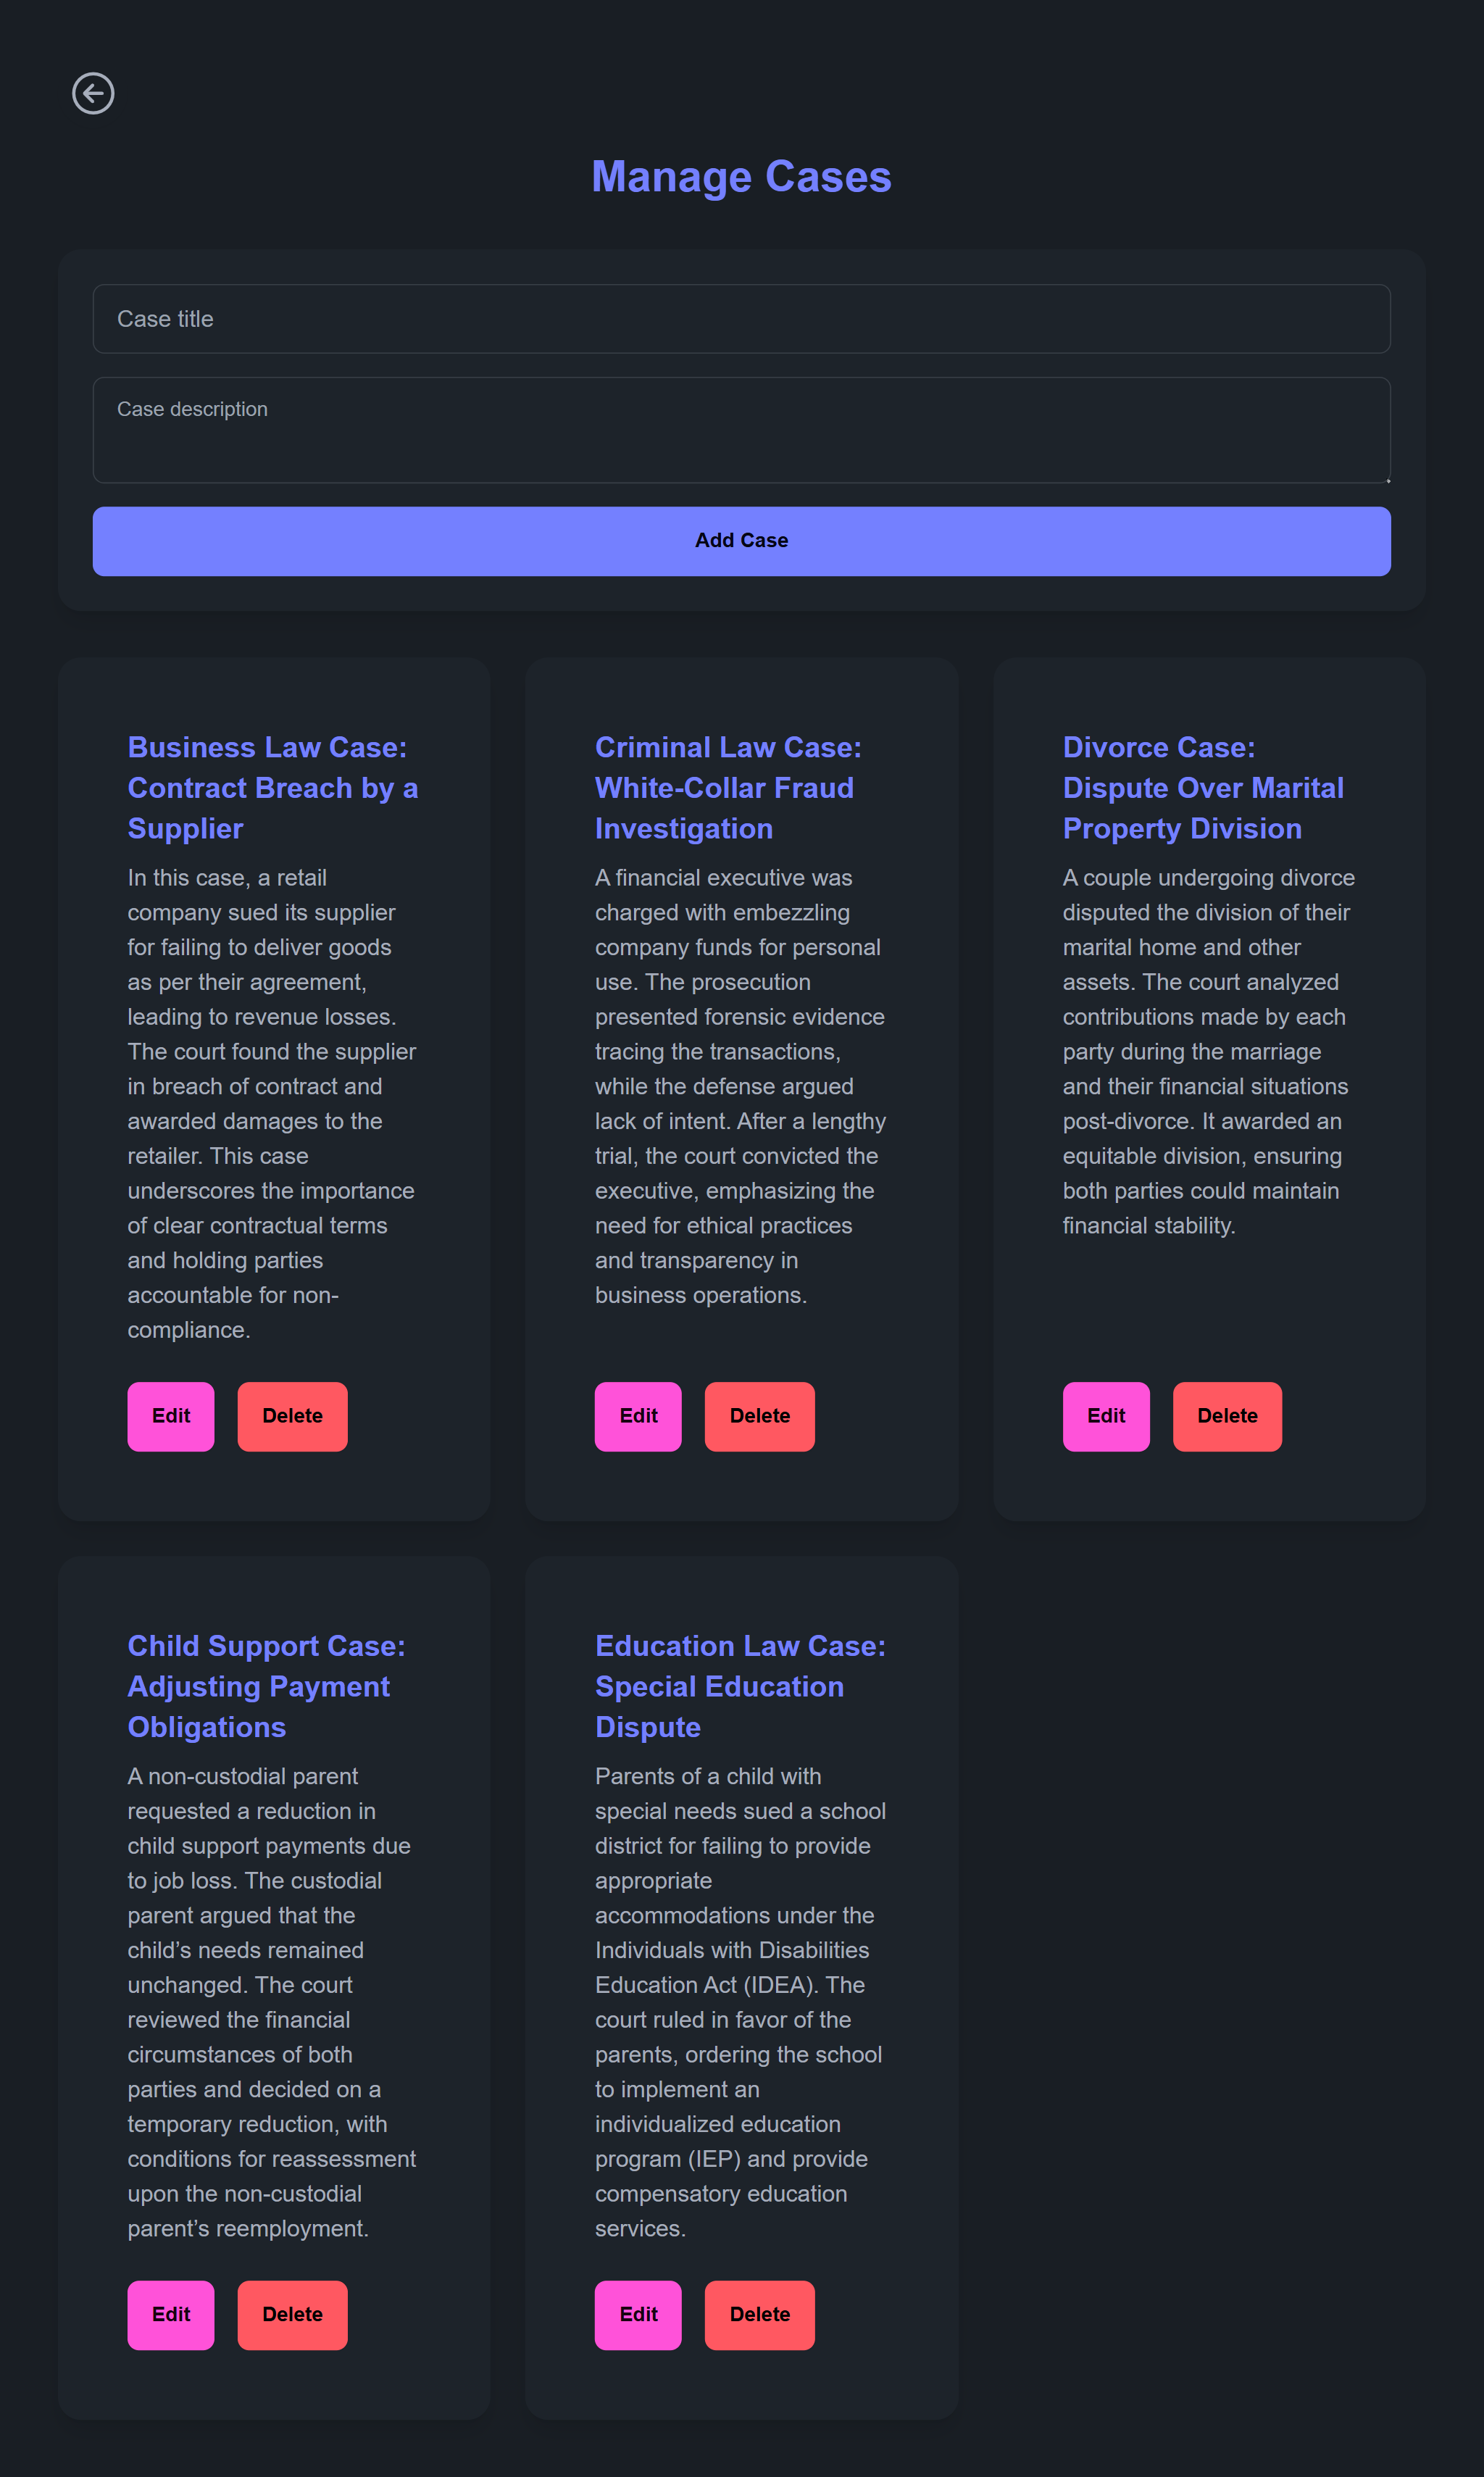 Manage Cases
Case title
Case description
Add Case
Business Law Case:
Contract Breach by a
Supplier
In this case, a retail
company sued its supplier
for failing to deliver goods
as per their agreement,
leading to revenue losses.
The court found the supplier
in breach of contract and
awarded damages to the
retailer. This case
underscores the importance
of clear contractual terms
and holding parties
accountable for non-
compliance.
Edit
Delete
Criminal Law Case:
White-Collar Fraud
Investigation
A financial executive was
charged with embezzling
company funds for personal
use. The prosecution
presented forensic evidence
tracing the transactions,
while the defense argued
lack of intent. After a lengthy
trial, the court convicted the
executive, emphasizing the
need for ethical practices
and transparency in
business operations.
Edit
Delete
Divorce Case:
Dispute Over Marital
Property Division
A couple undergoing divorce
disputed the division of their
marital home and other
assets. The court analyzed
contributions made by each
party during the marriage
and their financial situations
post-divorce. It awarded an
equitable division, ensuring
both parties could maintain
financial stability.
Edit
Delete
Child Support Case:
Adjusting Payment
Obligations
A non-custodial parent
requested a reduction in
child support payments due
to job loss. The custodial
parent argued that the
child’s needs remained
unchanged. The court
reviewed the financial
circumstances of both
parties and decided on a
temporary reduction, with
conditions for reassessment
upon the non-custodial
parent’s reemployment.
Edit
Delete
Education Law Case:
Special Education
Dispute
Parents of a child with
special needs sued a school
district for failing to provide
appropriate
accommodations under the
Individuals with Disabilities
Education Act (IDEA). The
court ruled in favor of the
parents, ordering the school
to implement an
individualized education
program (IEP) and provide
compensatory education
services.
Edit
Delete